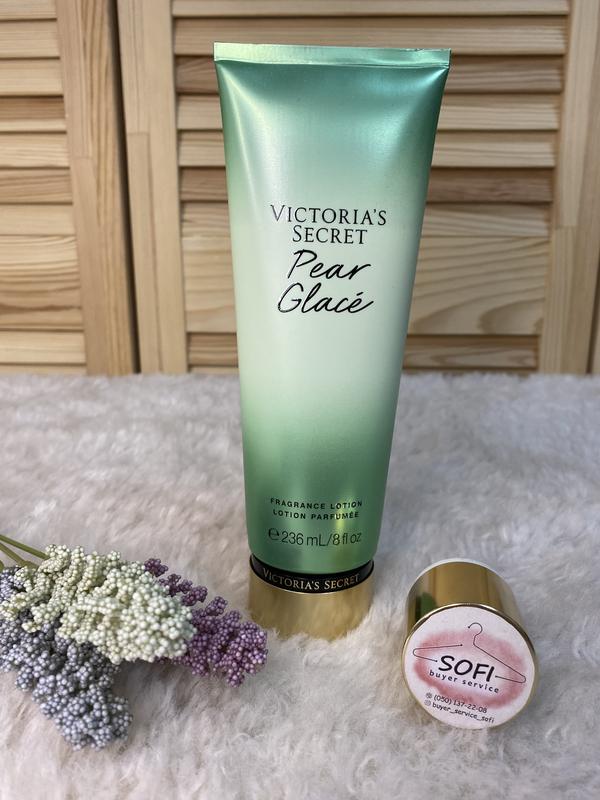 VICTORIA'S
SECRET
Pear
Glacé
FRAGRANCE LOTION
LOTION PARFUMÉE
℮ 236 mL/8 fl oz
VICTORIA'S SECRET
SOFI
buyer service
(050) 137-22-08
buyer_service_sofi